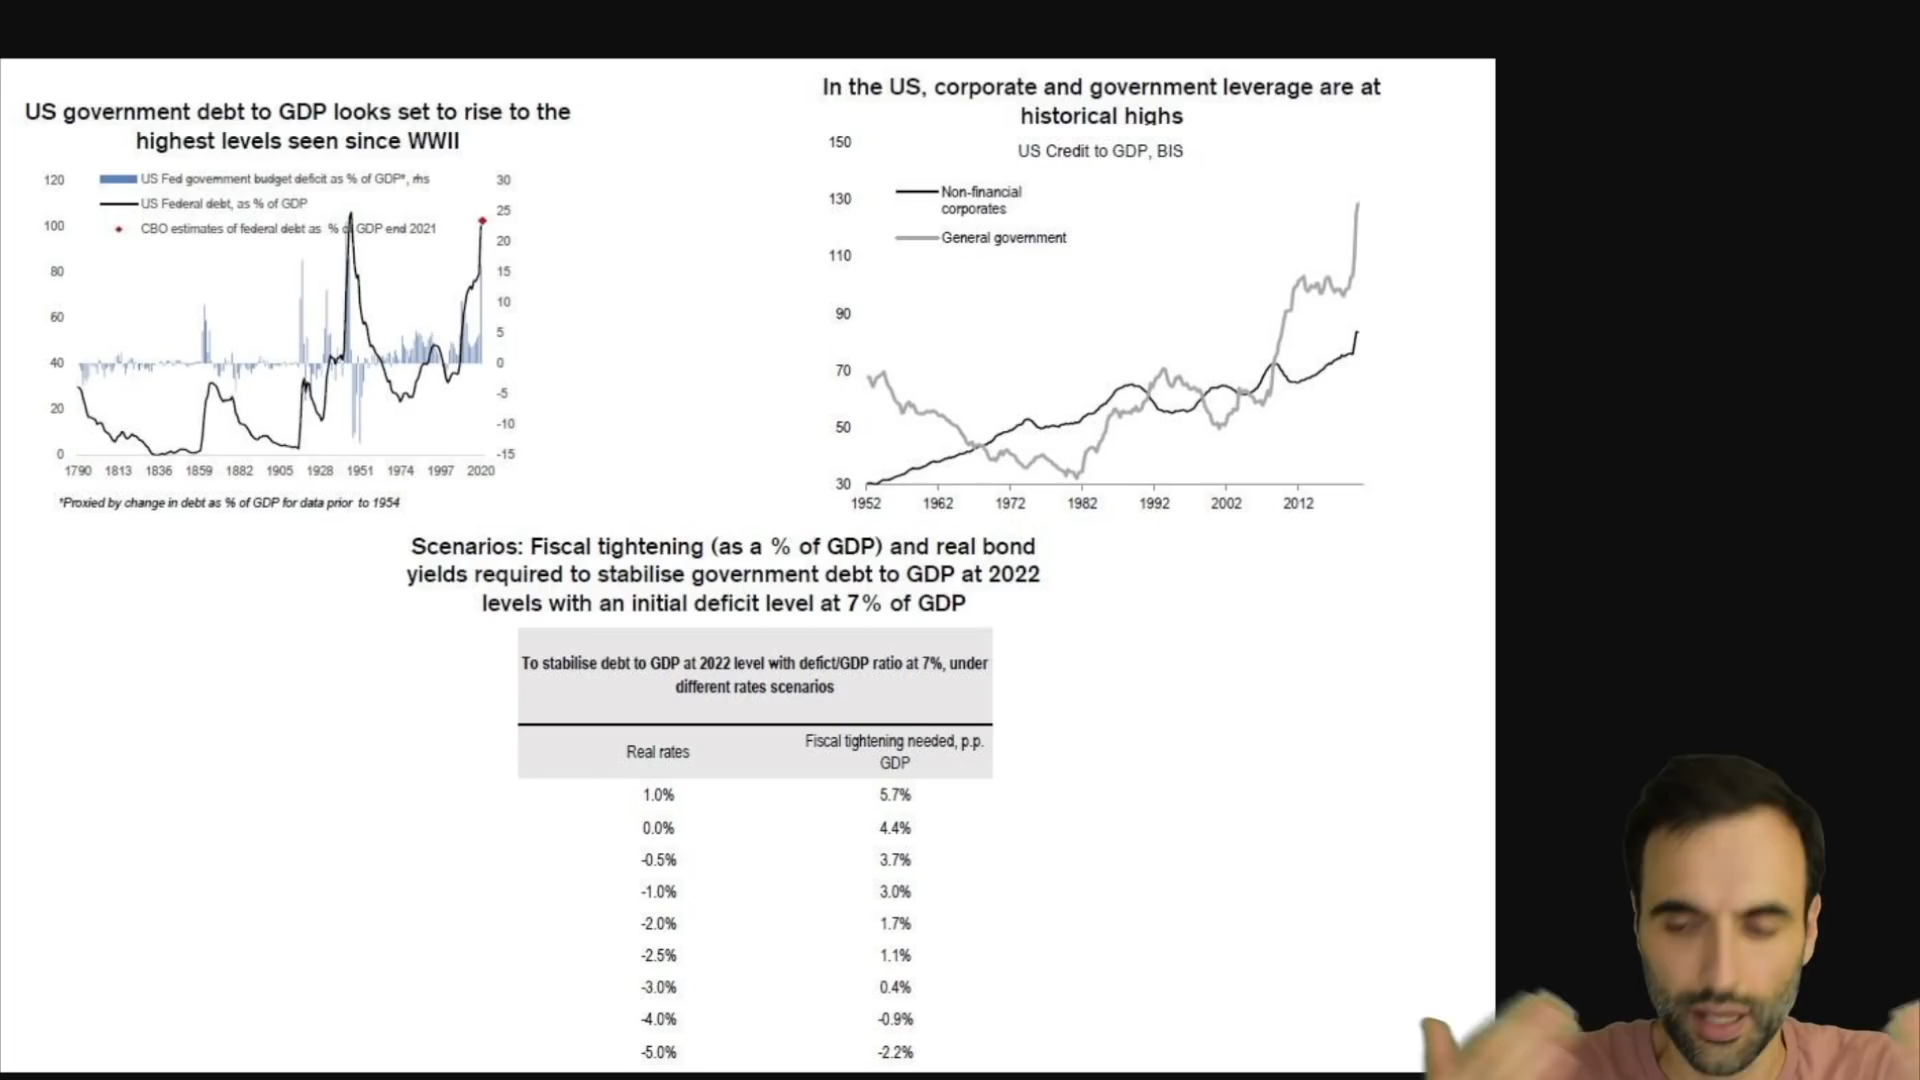 US government debt to GDP looks set to rise to the
highest levels seen since WWII
120
100
80
60
40
20
0
US Fed government budget deficit as % of GDP*, rhs
US Federal debt, as % of GDP
CBO estimates of federal debt as % of GDP end 2021
30
25
20
15
10
5
0
-5
-10
-15
1790 1813 1836 1859 1882 1905 1928 1951 1974 1997 2020
*Proxied by change in debt as % of GDP for data prior to 1954
In the US, corporate and government leverage are at
historical highs
US Credit to GDP, BIS
150
130
110
90
70
50
30
Non-financial
corporates
General government
1952 1962 1972 1982 1992 2002 2012
Scenarios: Fiscal tightening (as a % of GDP) and real bond
yields required to stabilise government debt to GDP at 2022
levels with an initial deficit level at 7% of GDP
To stabilise debt to GDP at 2022 level with defict/GDP ratio at 7%, under
different rates scenarios
Real rates
Fiscal tightening needed, p.p.
GDP
1.0% 5.7%
0.0% 4.4%
-0.5% 3.7%
-1.0% 3.0%
-2.0% 1.7%
-2.5% 1.1%
-3.0% 0.4%
-4.0% -0.9%
-5.0% -2.2%